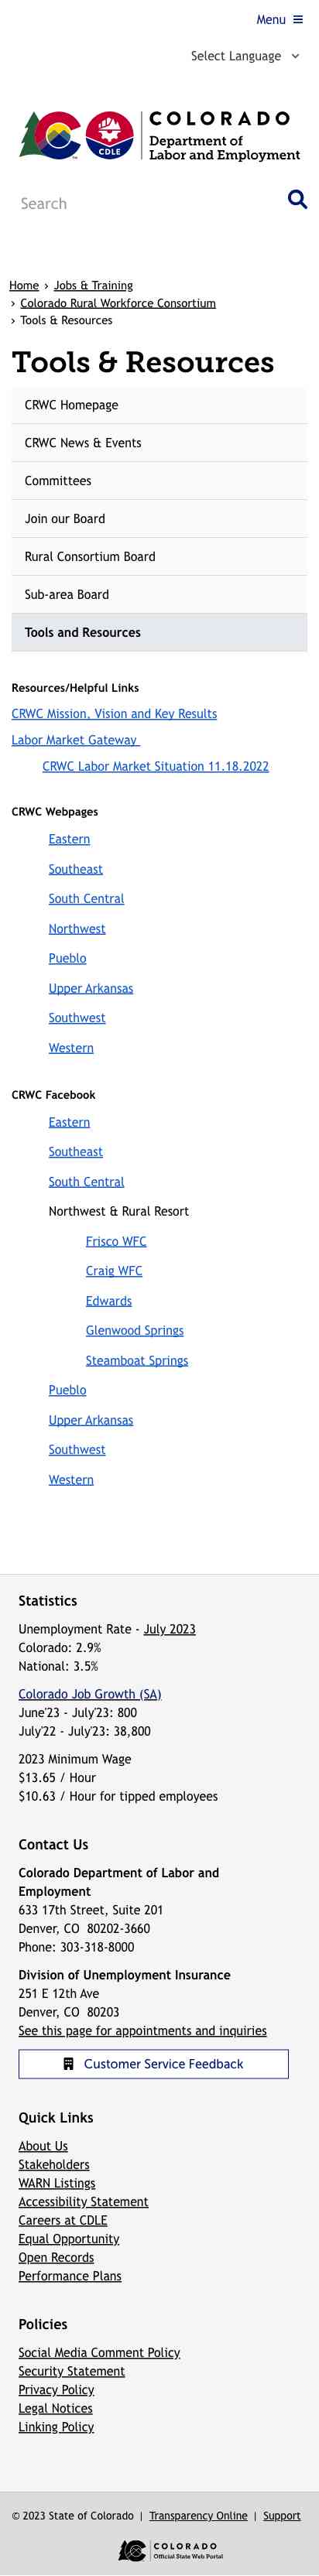 Menu
Select Language
CDLE
COLORADO
Department of
Labor and Employment
Search
Home › Jobs & Training
› Colorado Rural Workforce Consortium
› Tools & Resources
Tools & Resources
CRWC Homepage
CRWC News & Events
Committees
Join our Board
Rural Consortium Board
Sub-area Board
Tools and Resources
Resources/Helpful Links
CRWC Mission, Vision and Key Results
Labor Market Gateway
CRWC Labor Market Situation 11.18.2022
CRWC Webpages
Eastern
Southeast
South Central
Northwest
Pueblo
Upper Arkansas
Southwest
Western
CRWC Facebook
Eastern
Southeast
South Central
Northwest & Rural Resort
Frisco WFC
Craig WFC
Edwards
Glenwood Springs
Steamboat Springs
Pueblo
Upper Arkansas
Southwest
Western
Statistics
Unemployment Rate - July 2023
Colorado: 2.9%
National: 3.5%
Colorado Job Growth (SA)
June'23 - July'23: 800
July'22 - July'23: 38,800
2023 Minimum Wage
$13.65 / Hour
$10.63 / Hour for tipped employees
Contact Us
Colorado Department of Labor and
Employment
633 17th Street, Suite 201
Denver, CO 80202-3660
Phone: 303-318-8000
Division of Unemployment Insurance
251 E 12th Ave
Denver, CO 80203
See this page for appointments and inquiries
Customer Service Feedback
Quick Links
About Us
Stakeholders
WARN Listings
Accessibility Statement
Careers at CDLE
Equal Opportunity
Open Records
Performance Plans
Policies
Social Media Comment Policy
Security Statement
Privacy Policy
Legal Notices
Linking Policy
© 2023 State of Colorado | Transparency Online | Support
COLORADO
Official State Web Portal